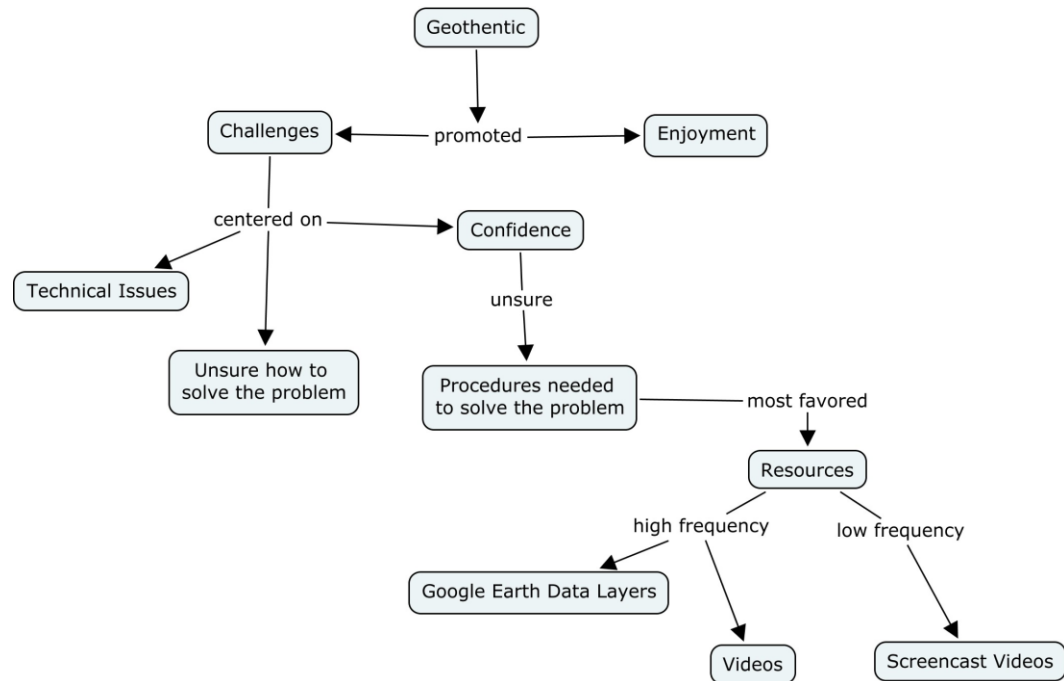 Geothentic
promoted
Challenges
Enjoyment
centered on
Confidence
Technical Issues
unsure
Unsure how to
solve the problem
Procedures needed
to solve the problem
most favored
Resources
high frequency
low frequency
Google Earth Data Layers
Videos
Screencast Videos